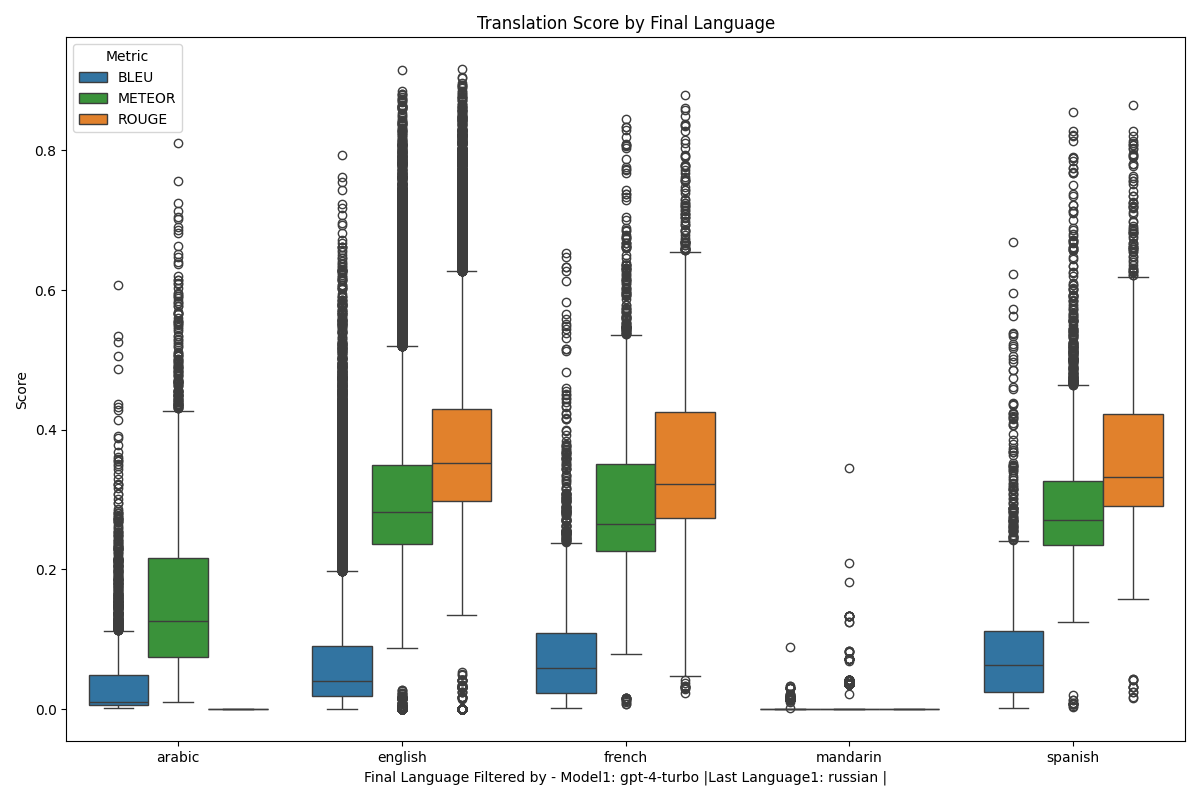 Translation Score by Final Language
Metric
BLEU
METEOR
ROUGE
Score
0.8
0.6
0.4
0.2
0.0
arabic
english
french
mandarin
spanish
Final Language Filtered by - Model1: gpt-4-turbo |Last Language1: russian |